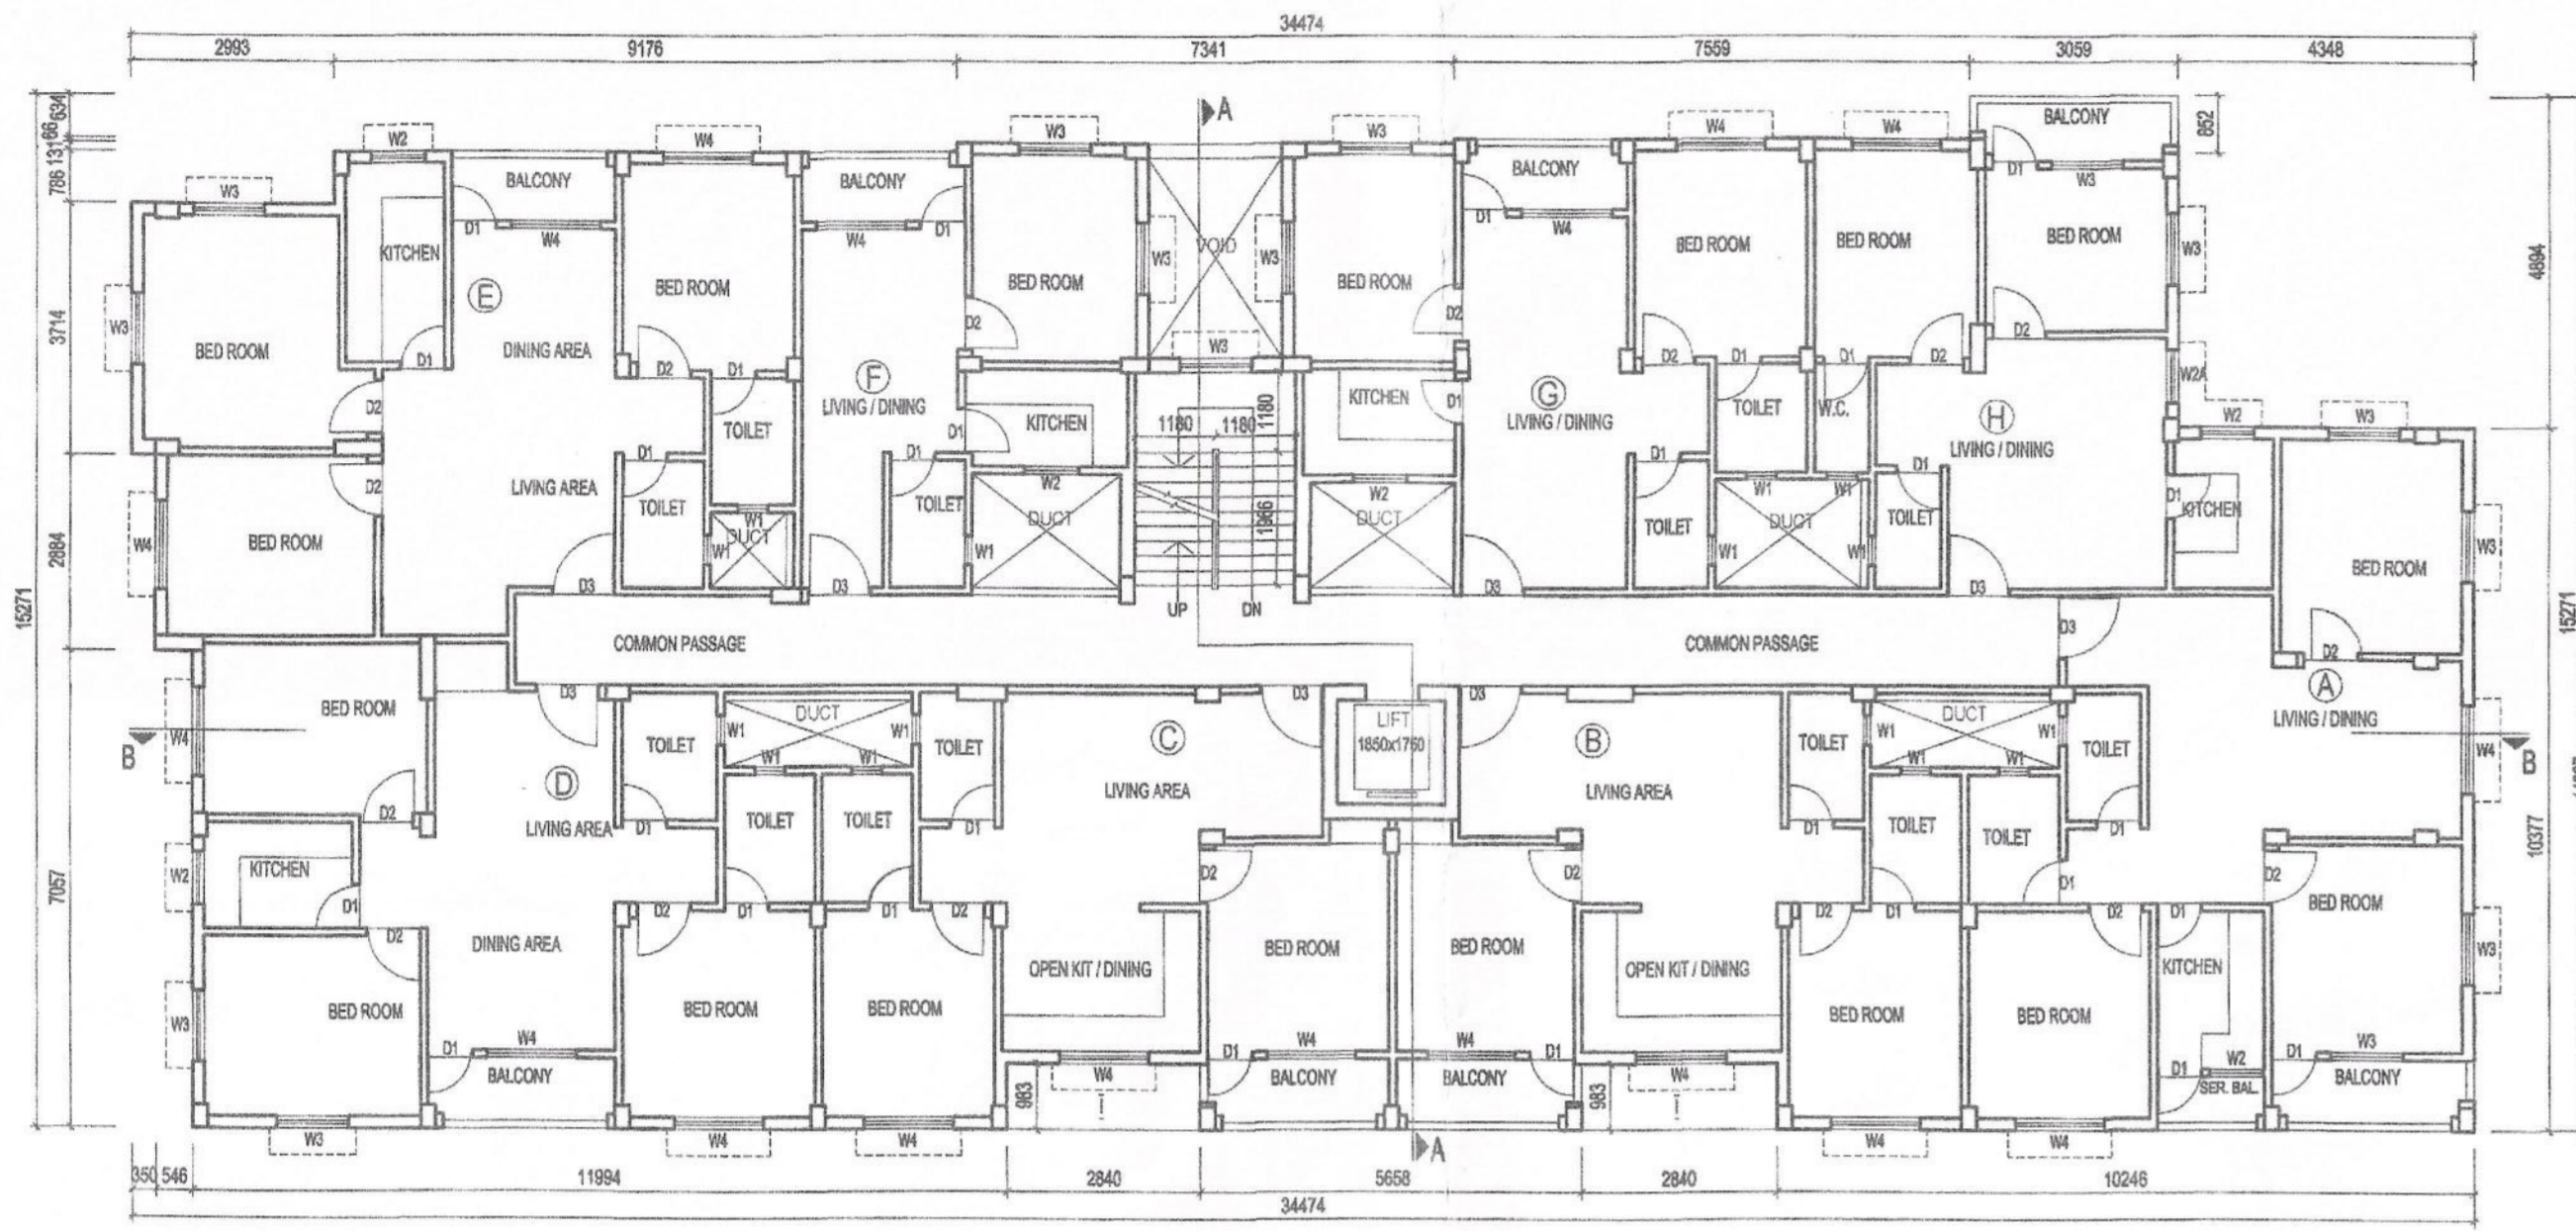 34474
2993 9176 7341 7559 3059 4348
634
166
13
786
3714
2884
15271
7057
A
W2 W4 W3 W3 W4 W4 BALCONY 852
W3 BALCONY BALCONY BALCONY D1 W3
D1 W4 W4 D1 W3 VOID W3 D1 W4
KITCHEN BED ROOM BED ROOM BED ROOM BED ROOM BED ROOM BED ROOM W3
4894
E
W3 BED ROOM DINING AREA D2 W3 D2 D2 W2A
D1 D2 D1 D2 D1 D1 D2
D2 F LIVING / DINING KITCHEN 1180 1180 1180 KITCHEN D1 G LIVING / DINING TOILET W.C. H LIVING / DINING W2 W3
TOILET D1
D1 D1 D1 D1
D2 LIVING AREA TOILET TOILET W2 W2 W1 W1 D1 KITCHEN
W4 BED ROOM W1 DUCT W1 DUCT 1966 DUCT TOILET W1 DUCT W1 TOILET BED ROOM W3
W1
D3 D3 D3 D3
UP DN
COMMON PASSAGE COMMON PASSAGE D3
D2
15271
D3 D3 D3
A
BED ROOM DUCT LIFT DUCT LIVING / DINING
B W4 TOILET W1 W1 TOILET C 1850x1760 B TOILET W1 W1 TOILET W4 B
W1 W1 W1 W1
D LIVING AREA LIVING AREA
D2 LIVING AREA D1 TOILET TOILET D1 D1 TOILET TOILET D1
10377
W2 KITCHEN D2 D2 D1 D2
D1 D2 D1 D1 D2 D2 D1 D2 D1 BED ROOM
D2 DINING AREA BED ROOM BED ROOM W3
OPEN KIT / DINING OPEN KIT / DINING KITCHEN
W3 BED ROOM BED ROOM BED ROOM BED ROOM BED ROOM
D1 W4 D1 W4 W4 D1 D1 W3
BALCONY W4 BALCONY BALCONY W4 D1 W2 BALCONY
983 983 SER. BAL.
W3 W4 W4 A W4 W4
350 546 11994 2840 5658 2840 10246
34474